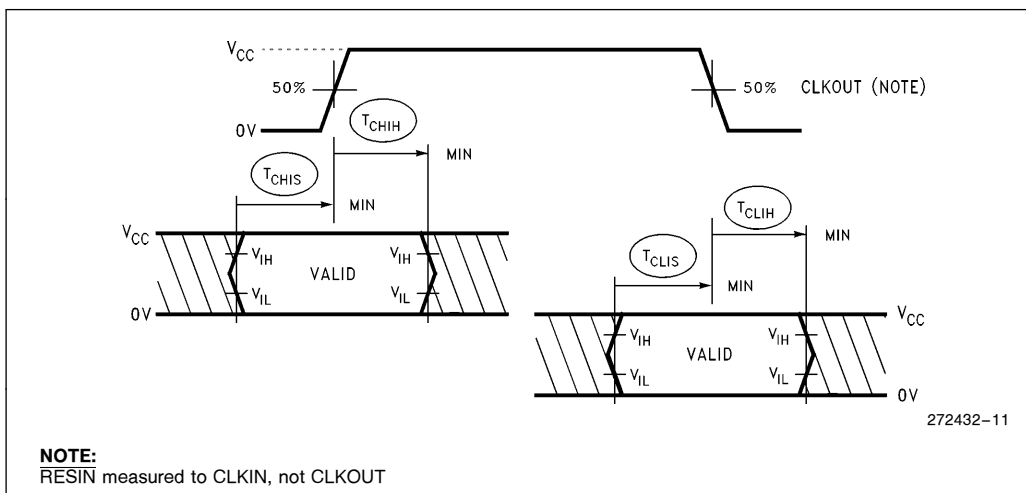 VCC
50%
50%
CLKOUT (NOTE)
0V
TCHIH
MIN
TCHIS
MIN
VCC
VIH
VIL
VALID
VIH
VIL
0V
TCLIH
MIN
TCLIS
MIN
VCC
VIH
VIL
VALID
VIH
VIL
0V
272432–11
NOTE:
RESIN measured to CLKIN, not CLKOUT